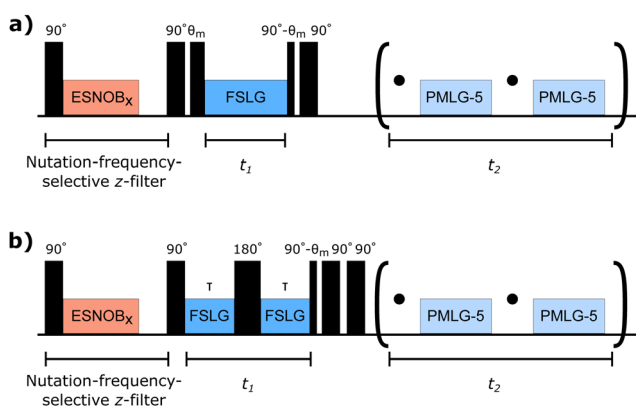 a)
90° 90°θm 90°-θm 90°
ESNOBx FSLG PMLG-5 PMLG-5
Nutation-frequency-
selective z-filter
t1 t2
b)
90° 90° 180° 90°-θm 90° 90°
τ τ
ESNOBx FSLG FSLG PMLG-5 PMLG-5
Nutation-frequency-
selective z-filter
t1 t2